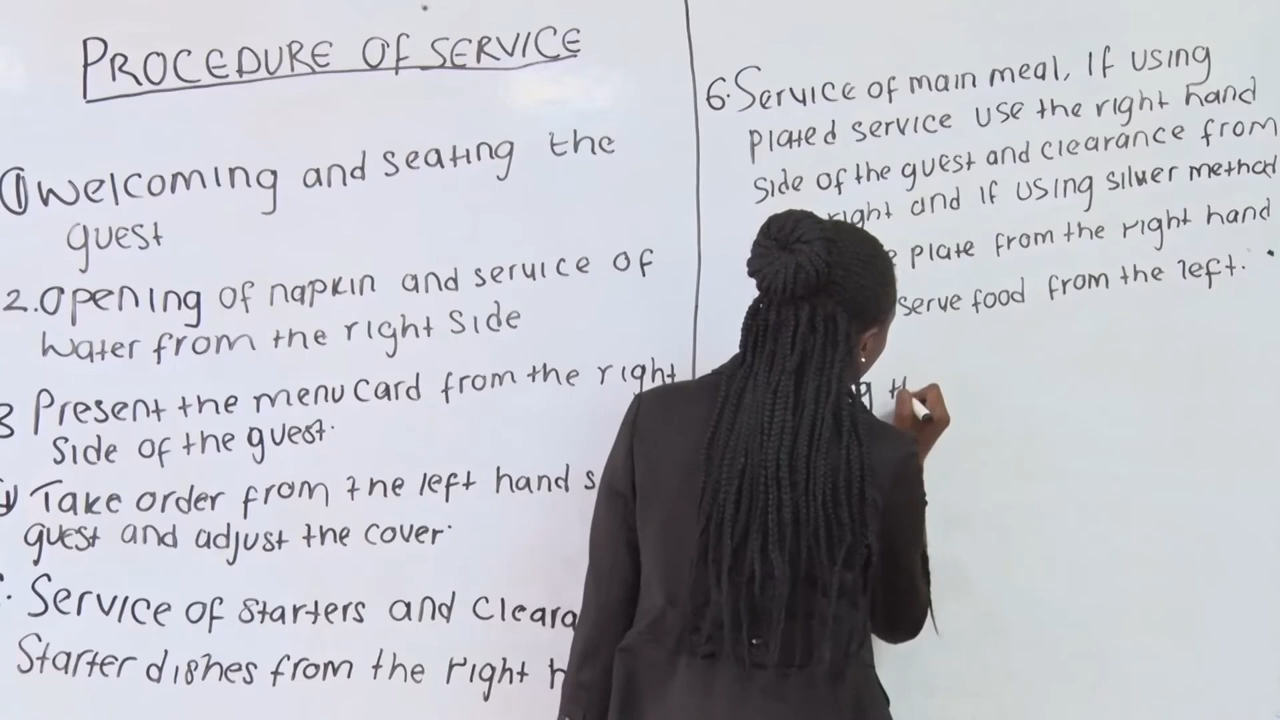 PROCEDURE OF SERVICE
1 Welcoming and seating the
guest
2. Opening of napkin and service of
Water from the right Side
3 Present the menu card from the right
Side of the guest.
Take order from the left hand s
guest and adjust the cover.
Service of starters and Cleara
Starter dishes from the right h
6. Service of main meal, If using
plated service use the right hand
side of the guest and clearance from
right and if using silver method
plate from the right hand
serve food from the left.